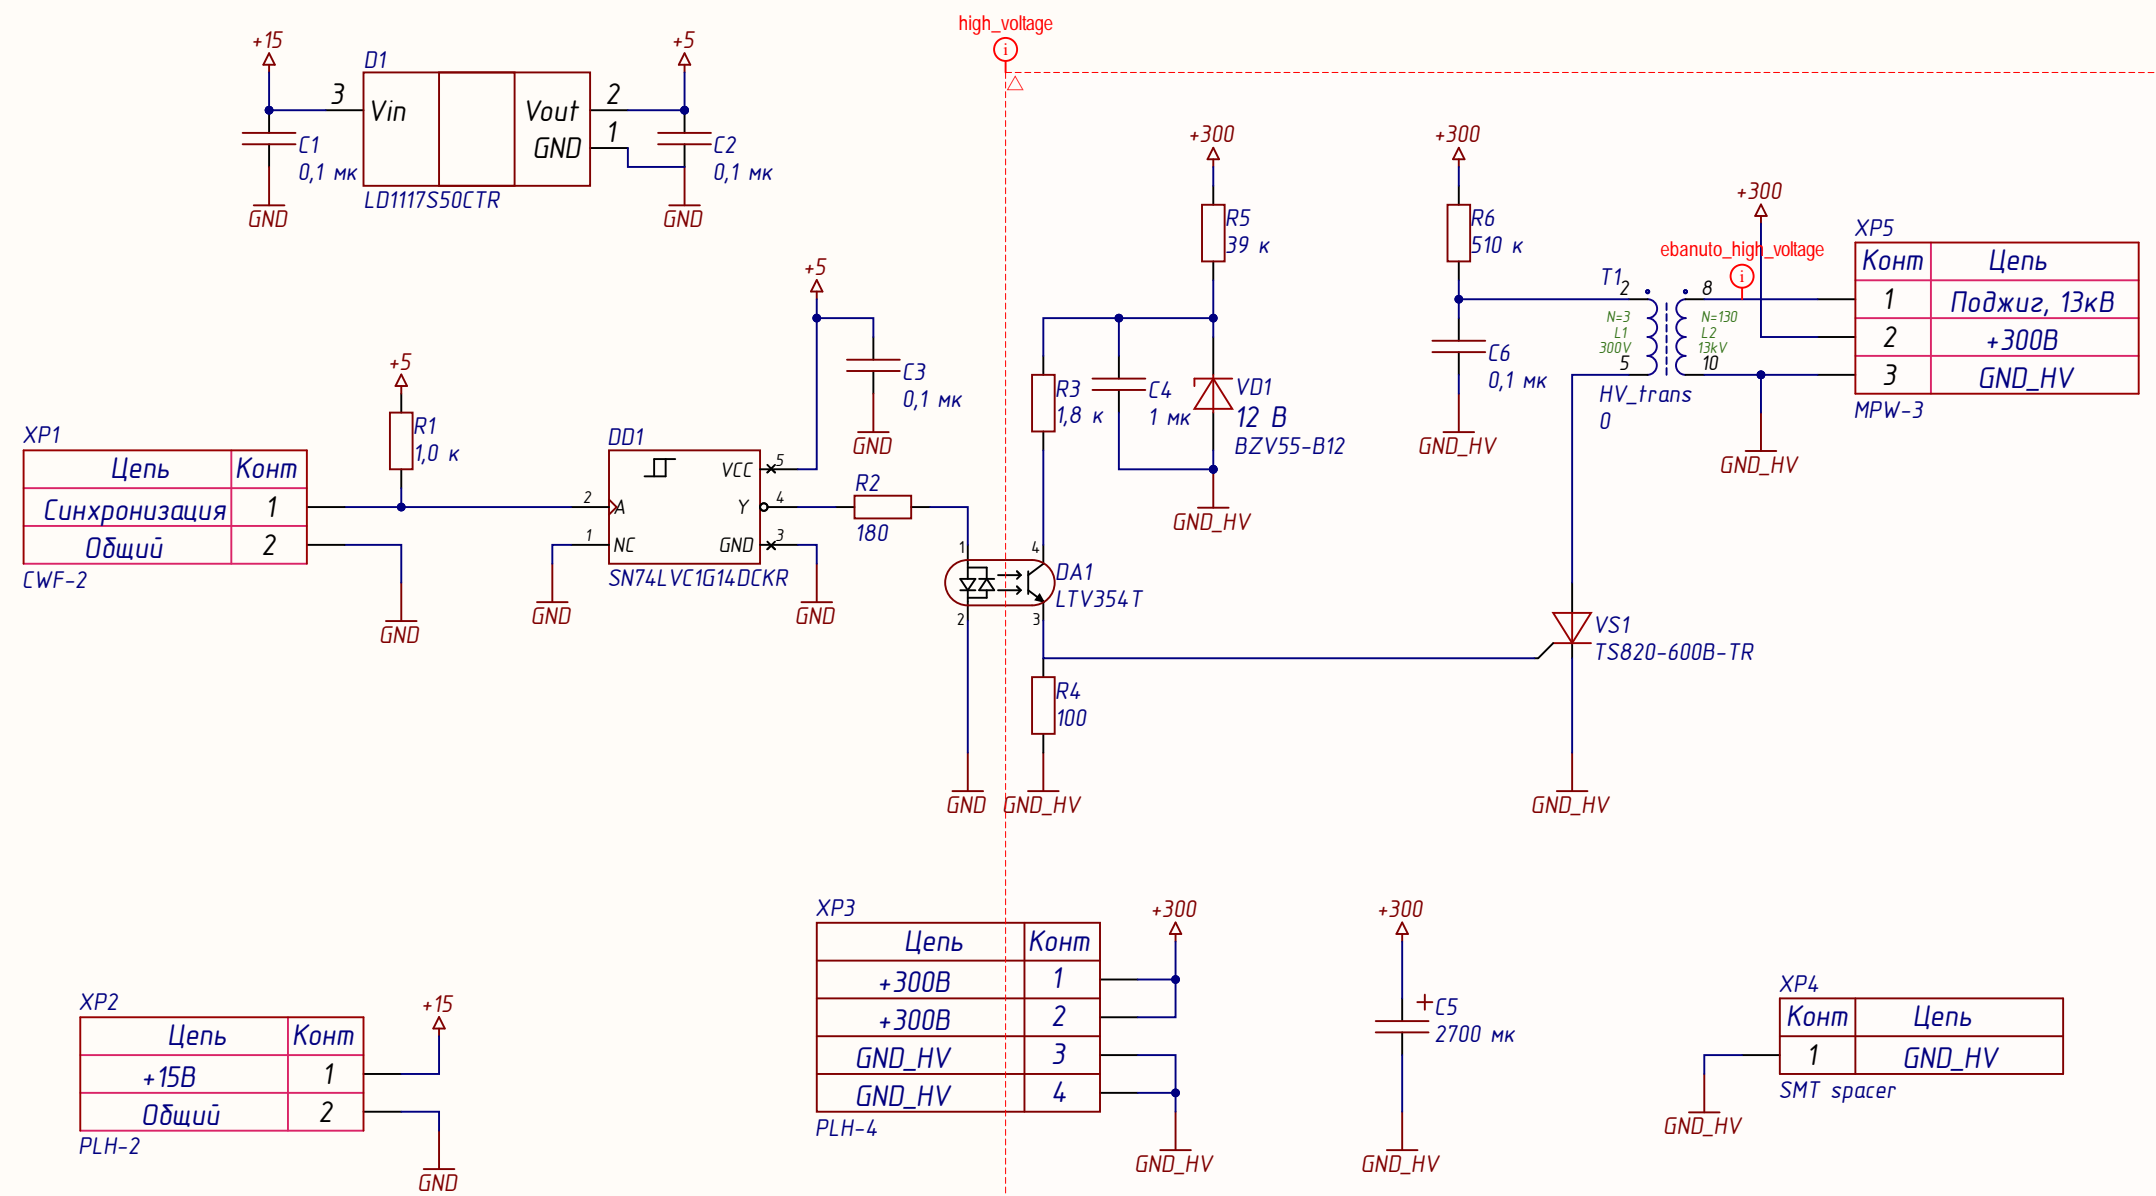 high_voltage
+15
D1
3
Vin
Vout
2
GND
1
C1
0,1 мк
GND
LD1117S50CTR
+5
C2
0,1 мк
GND
+5
C3
0,1 мк
GND
+5
R1
1,0 к
XP1
Цепь
Конт
Синхронизация
1
Общий
2
CWF-2
GND
DD1
2
A
1
NC
VCC
5
Y
4
GND
3
SN74LVC1G14DCKR
GND
GND
R2
180
1
2
4
3
DA1
LTV354T
GND
+300
R5
39 к
R3
1,8 к
C4
1 мк
VD1
12 В
BZV55-B12
GND_HV
R4
100
GND_HV
+300
R6
510 к
C6
0,1 мк
GND_HV
T1
2
N=3
L1
300V
5
8
N=130
L2
13kV
10
HV_trans
0
+300
ebanuto_high_voltage
GND_HV
XP5
Конт
Цепь
1
Поджиг, 13кВ
2
+300В
3
GND_HV
MPW-3
VS1
TS820-600B-TR
GND_HV
XP2
Цепь
Конт
+15В
1
Общий
2
PLH-2
+15
GND
XP3
Цепь
Конт
+300В
1
+300В
2
GND_HV
3
GND_HV
4
PLH-4
+300
GND_HV
+300
C5
2700 мк
GND_HV
XP4
Конт
Цепь
1
GND_HV
SMT spacer
GND_HV